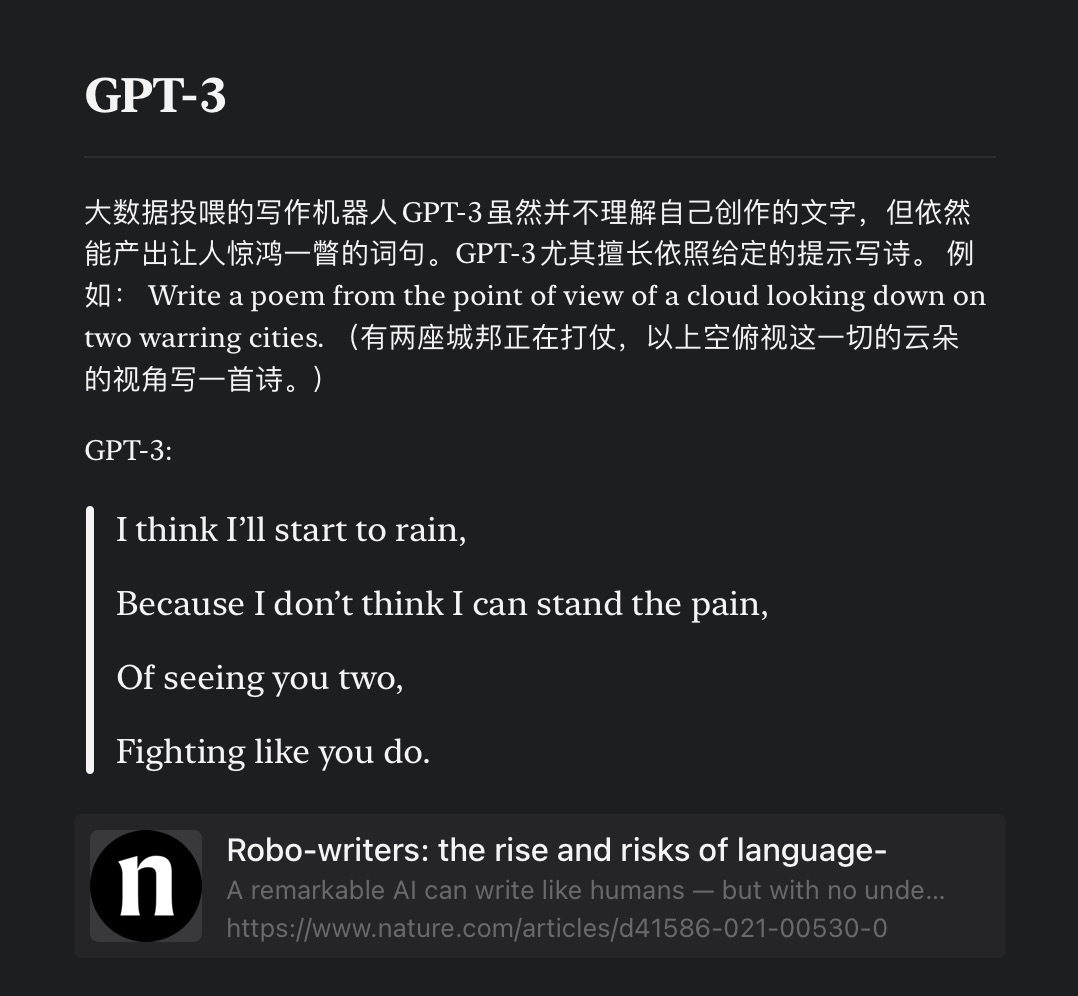 GPT-3
大数据投喂的写作机器人GPT-3虽然并不理解自己创作的文字，但依然
能产出让人惊鸿一瞥的词句。GPT-3尤其擅长依照给定的提示写诗。 例
如： Write a poem from the point of view of a cloud looking down on
two warring cities. （有两座城邦正在打仗，以上空俯视这一切的云朵
的视角写一首诗。）
GPT-3:
I think I’ll start to rain,
Because I don’t think I can stand the pain,
Of seeing you two,
Fighting like you do.
n
Robo-writers: the rise and risks of language-
A remarkable AI can write like humans — but with no unde...
https://www.nature.com/articles/d41586-021-00530-0